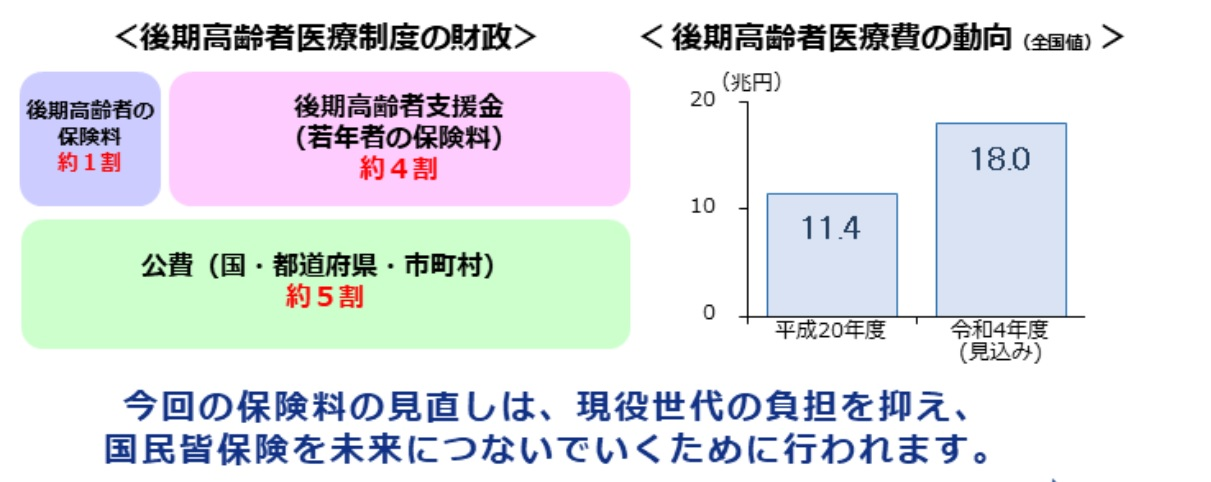 ＜後期高齢者医療制度の財政＞
後期高齢者の
保険料
約１割
後期高齢者支援金
(若年者の保険料)
約４割
公費（国・都道府県・市町村）
約５割
＜ 後期高齢者医療費の動向（全国値）＞
（兆円）
20
10
0
11.4
18.0
平成20年度
令和4年度
(見込み)
今回の保険料の見直しは、現役世代の負担を抑え、
国民皆保険を未来につないでいくために行われます。